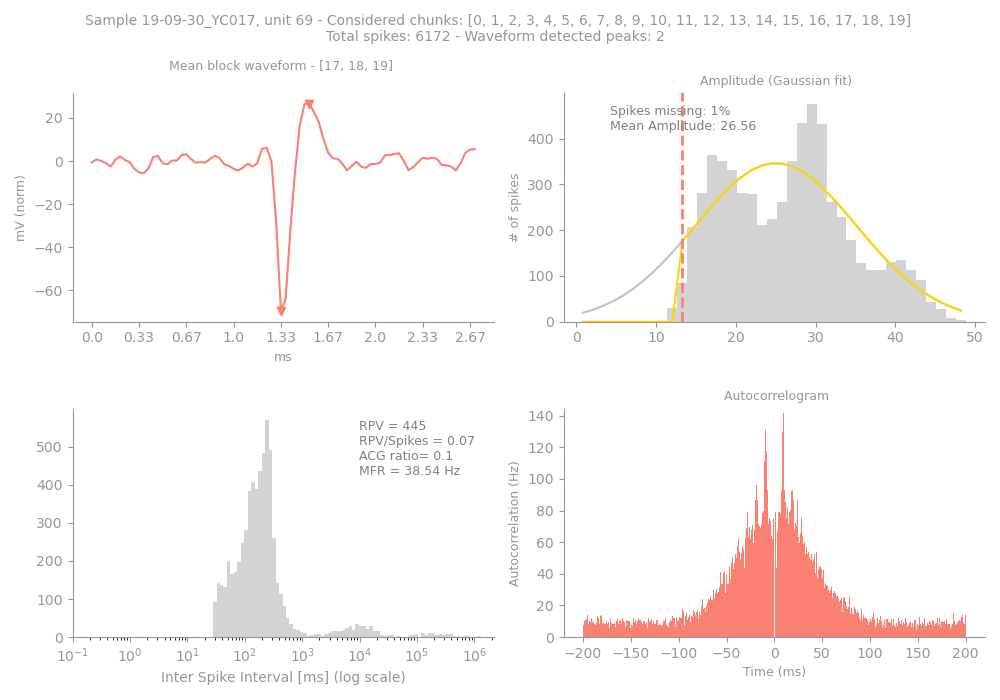 Sample 19-09-30_YC017, unit 69 - Considered chunks: [0, 1, 2, 3, 4, 5, 6, 7, 8, 9, 10, 11, 12, 13, 14, 15, 16, 17, 18, 19]
Total spikes: 6172 - Waveform detected peaks: 2
Mean block waveform - [17, 18, 19]
20
0
−20
−40
−60
mV (norm)
0.0 0.33 0.67 1.0 1.33 1.67 2.0 2.33 2.67
ms
Amplitude (Gaussian fit)
Spikes missing: 1%
Mean Amplitude: 26.56
400
300
200
100
0
# of spikes
0 10 20 30 40 50
RPV = 445
RPV/Spikes = 0.07
ACG ratio= 0.1
MFR = 38.54 Hz
500
400
300
200
100
0
10⁻¹ 10⁰ 10¹ 10² 10³ 10⁴ 10⁵ 10⁶
Inter Spike Interval [ms] (log scale)
Autocorrelogram
140
120
100
80
60
40
20
0
Autocorrelation (Hz)
−200 −150 −100 −50 0 50 100 150 200
Time (ms)